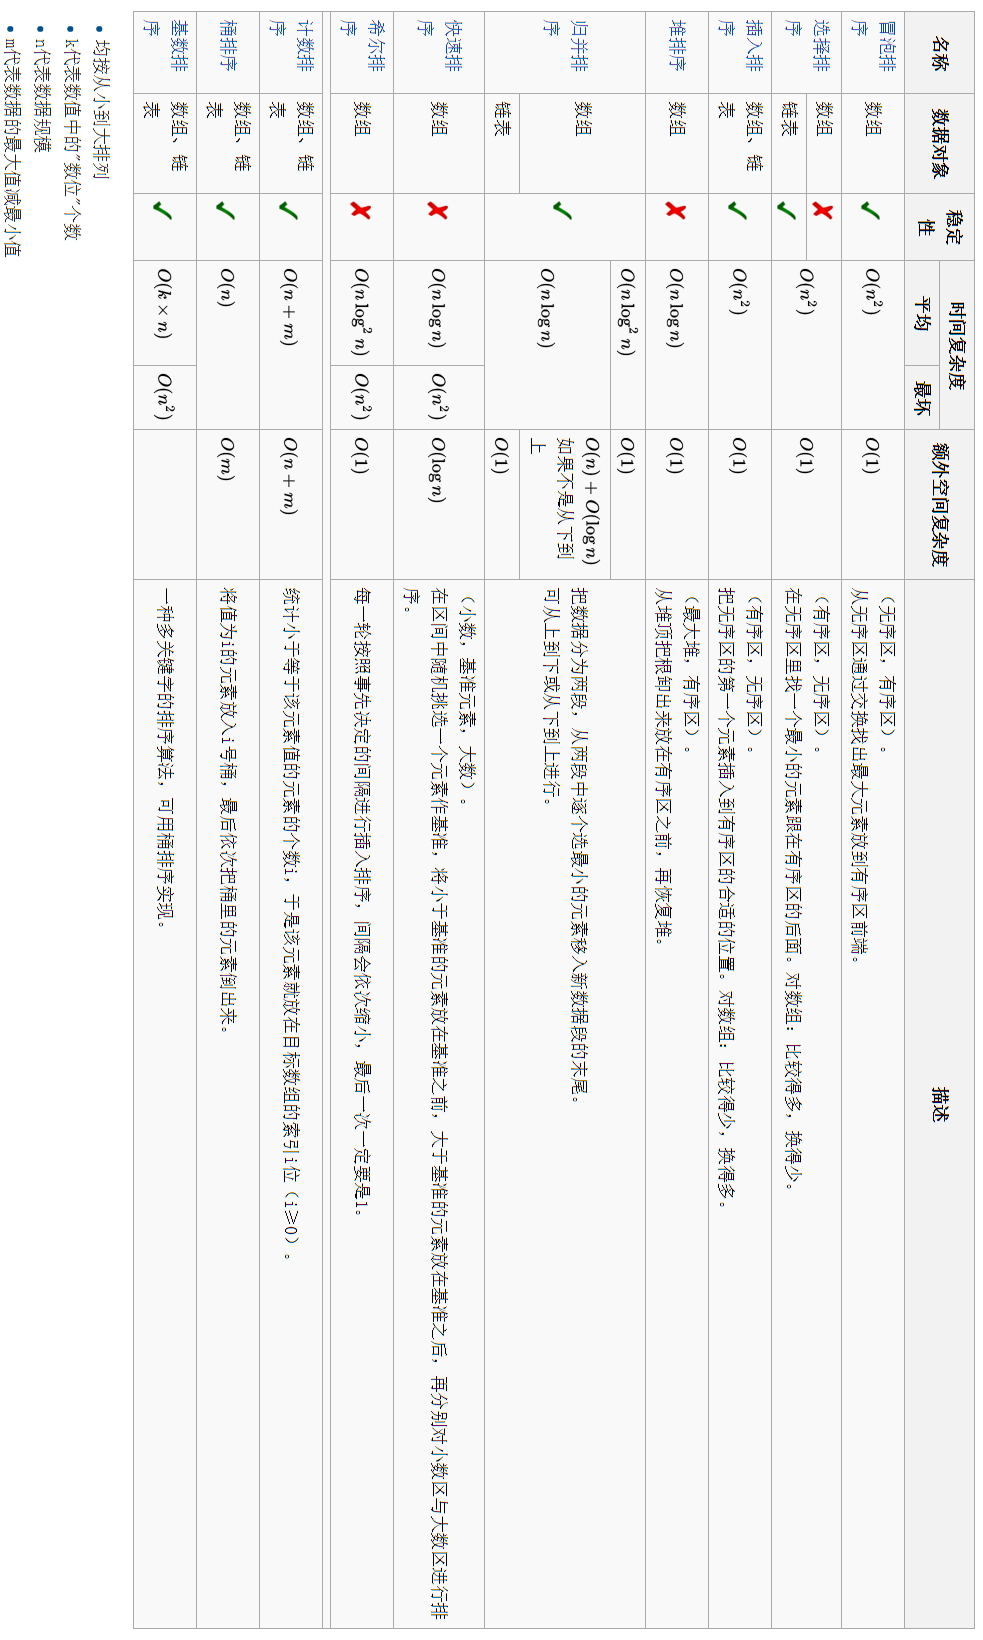 名称
数据对象
稳定
性
时间复杂度
平均
最坏
额外空间复杂度
描述
冒泡排
序
数组
O(n²)
O(1)
（无序区，有序区）。
从无序区通过交换找出最大元素放到有序区前端。
选择排
序
数组
链表
O(n²)
O(1)
（有序区，无序区）。
在无序区里找一个最小的元素跟在有序区的后面。对数组：比较得多，换得少。
插入排
序
数组、链
表
O(n²)
O(1)
（有序区，无序区）。
把无序区的第一个元素插入到有序区的合适的位置。对数组：比较得少，换得多。
堆排序
数组
O(n log n)
O(1)
（最大堆，有序区）。
从堆顶把根卸出来放在有序区之前，再恢复堆。
归并排
序
数组
链表
O(n log² n)
O(1)
O(n log n)
O(n) + O(log n)
如果不是从下到
上
O(1)
把数据分为两段，从两段中逐个选最小的元素移入新数据段的末尾。
可从上到下或从下到上进行。
快速排
序
数组
O(n log n)
O(n²)
O(log n)
（小数，基准元素，大数）。
在区间中随机挑选一个元素作基准，将小于基准的元素放在基准之前，大于基准的元素放在基准之后，再分别对小数区与大数区进行排
序。
希尔排
序
数组
O(n log² n)
O(n²)
O(1)
每一轮按照事先决定的间隔进行插入排序，间隔会依次缩小，最后一次一定要是1。
计数排
序
数组、链
表
O(n + m)
O(n + m)
统计小于等于该元素值的元素的个数i，于是该元素就放在目标数组的索引i位（i≥0）。
桶排序
数组、链
表
O(n)
O(m)
将值为i的元素放入i号桶，最后依次把桶里的元素倒出来。
基数排
序
数组、链
表
O(k × n)
O(n²)
一种多关键字的排序算法，可用桶排序实现。
• 均按从小到大排列
• k代表数值中的"数位"个数
• n代表数据规模
• m代表数据的最大值减最小值